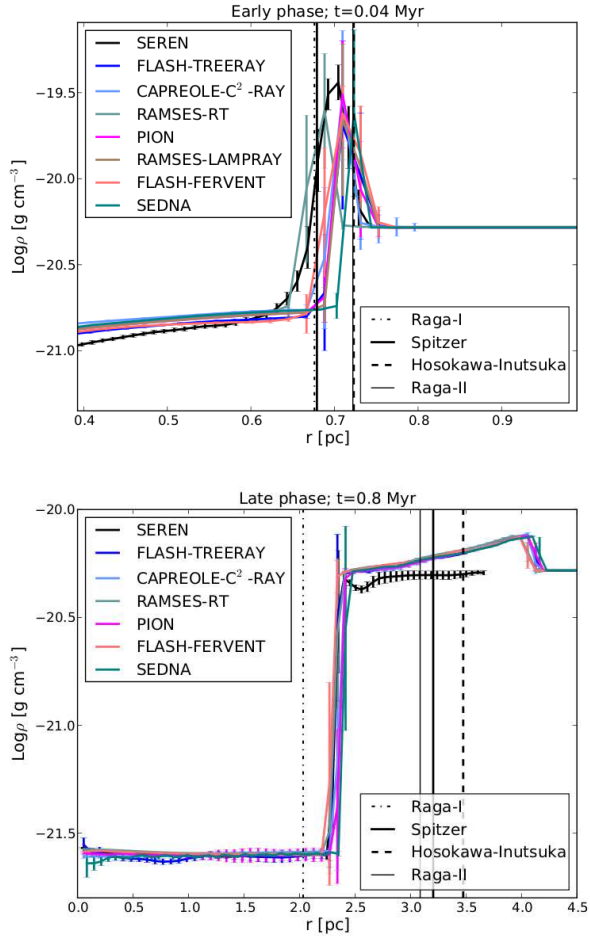 Early phase; t=0.04 Myr
SEREN
FLASH-TREERAY
CAPREOLE-C² -RAY
RAMSES-RT
PION
RAMSES-LAMPRAY
FLASH-FERVENT
SEDNA
−19.5
−20.0
−20.5
−21.0
Logρ [g cm⁻³]
Raga-I
Spitzer
Hosokawa-Inutsuka
Raga-II
0.4 0.5 0.6 0.7 0.8 0.9
r [pc]
Late phase; t=0.8 Myr
SEREN
FLASH-TREERAY
CAPREOLE-C² -RAY
RAMSES-RT
PION
FLASH-FERVENT
SEDNA
−20.0
−20.5
−21.0
−21.5
Logρ [g cm⁻³]
Raga-I
Spitzer
Hosokawa-Inutsuka
Raga-II
0.0 0.5 1.0 1.5 2.0 2.5 3.0 3.5 4.0 4.5
r [pc]